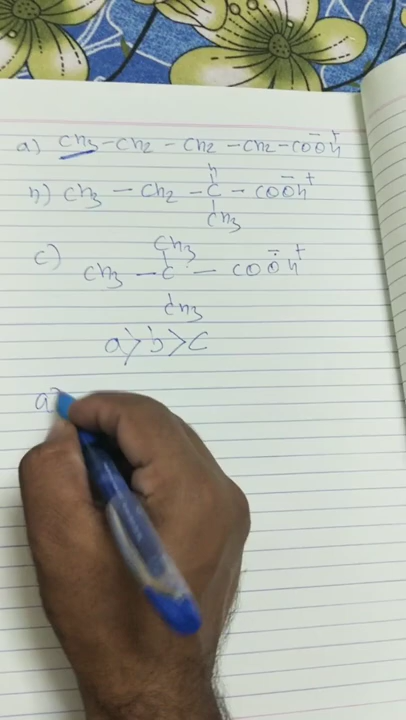 a) CH3-CH2 - CH2 - CH2-COO⁻H⁺
H
b) CH3 - CH2 - C - COO⁻H⁺
CH3
CH3
c) CH3 - C - COO⁻H⁺
CH3
a > b > c
a)